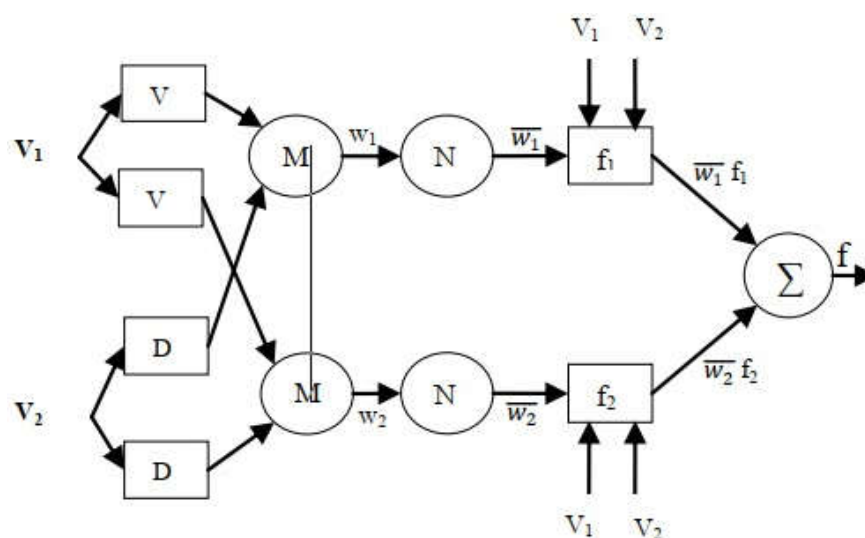 V₁ V₂
V
V₁
M w₁ N w̅₁ f₁ w̅₁ f₁
V
Σ f
D
V₂
M w₂ N w̅₂ f₂ w̅₂ f₂
D
V₁ V₂